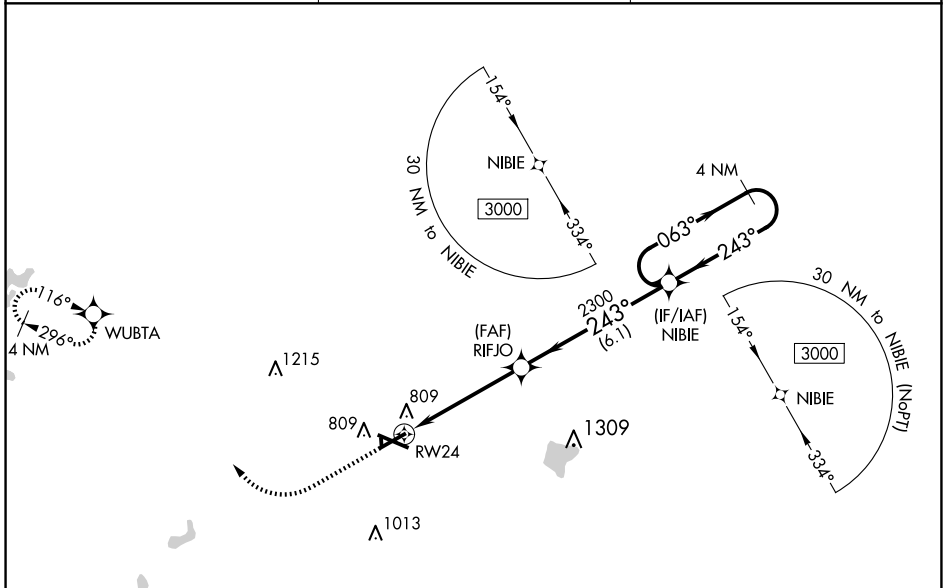 154°
NIBIE
3000
334°
30 NM to NIBIE
4 NM
063°
243°
(IF/IAF)
NIBIE
2300
243°
(6.1)
(FAF)
RIFJO
30 NM to NIBIE (NoPT)
154°
3000
NIBIE
334°
116°
296°
4 NM
WUBTA
1215
809
809
RW24
1309
1013